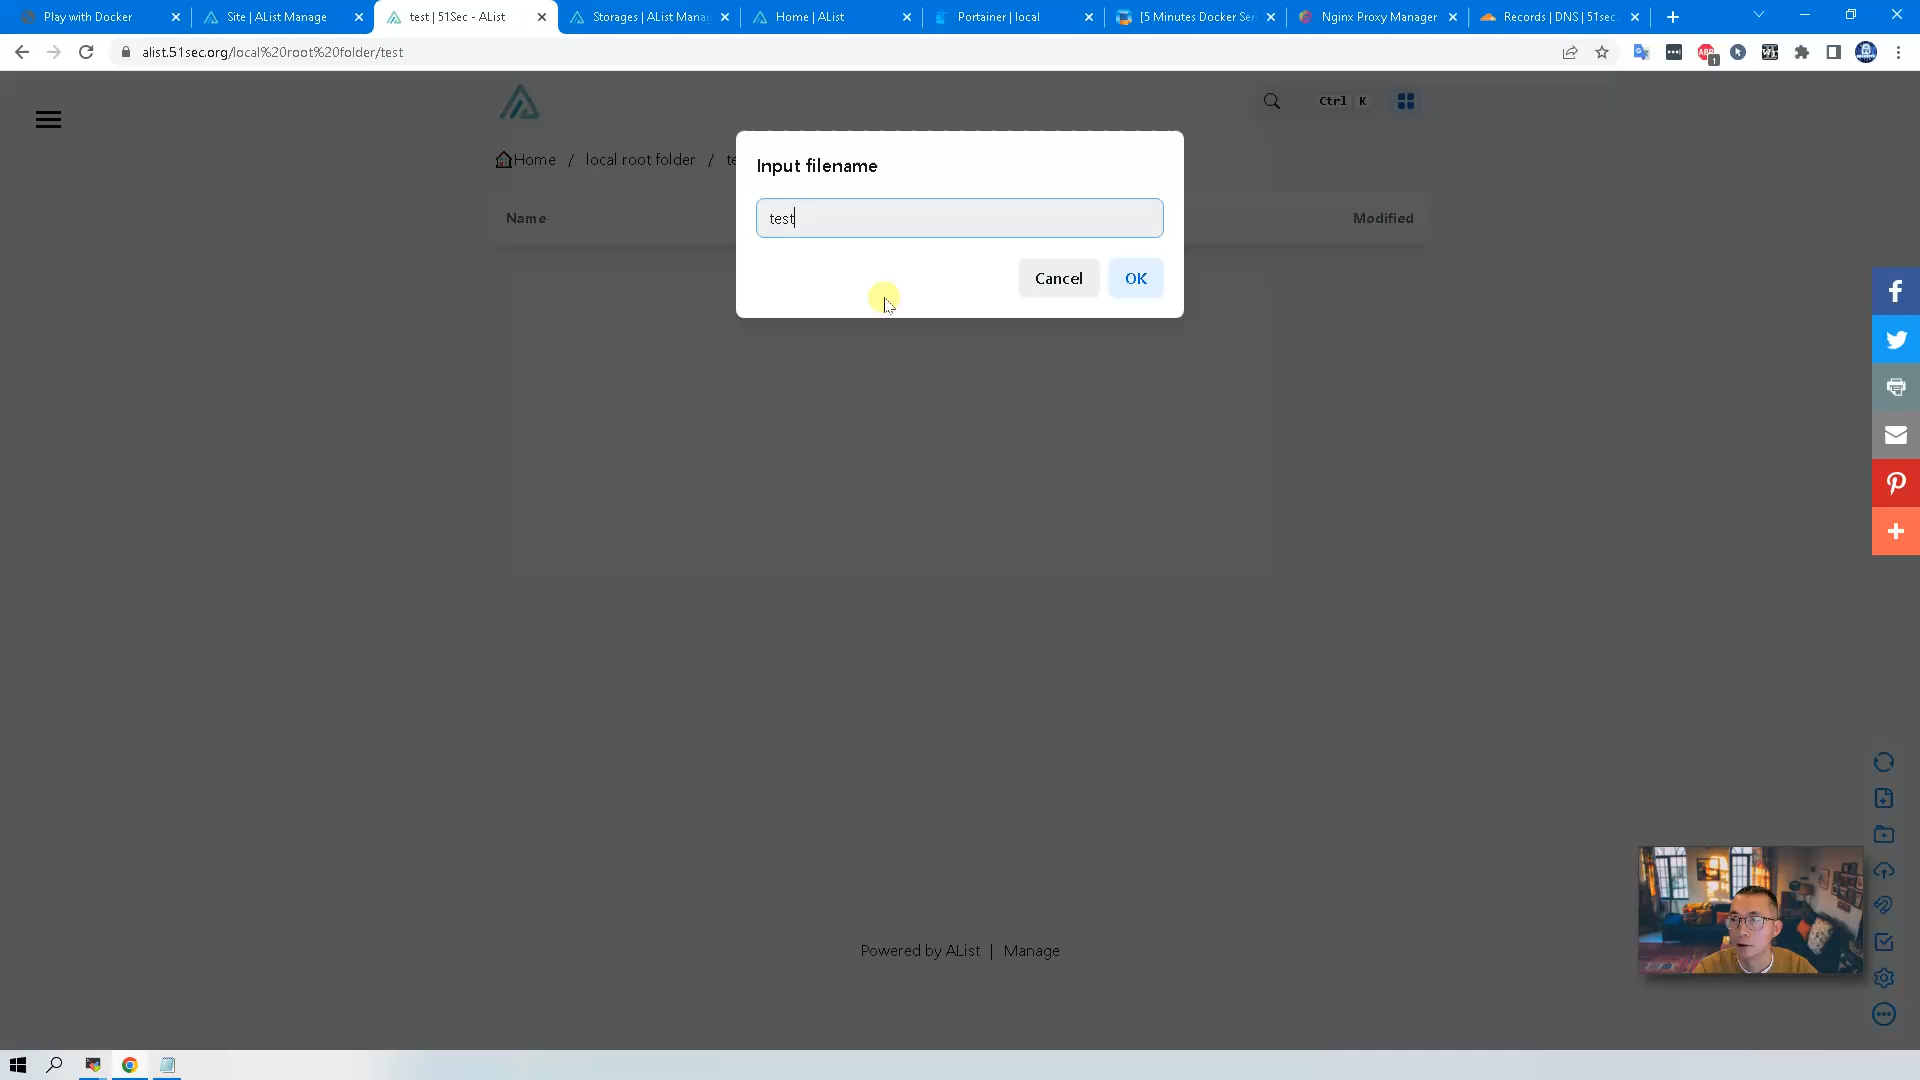 Play with Docker
Site | AList Manage
test | 51Sec - AList
Storages | AList Manag
Home | AList
Portainer | local
[5 Minutes Docker Ser
Nginx Proxy Manager
Records | DNS | 51sec.
alist.51sec.org/local%20root%20folder/test
ABP
1
Ctrl K
Home / local root folder / te
Input filename
Name
test
Modified
Cancel
OK
Powered by AList | Manage